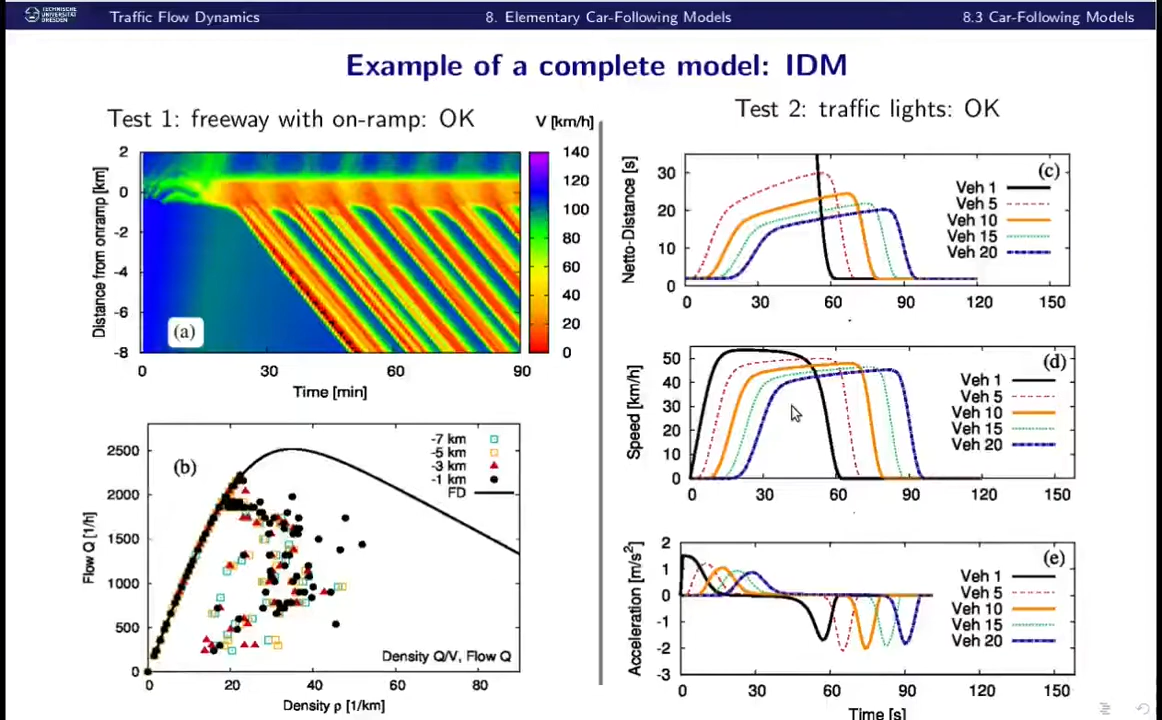 TECHNISCHE
UNIVERSITÄT
DRESDEN
Traffic Flow Dynamics
8. Elementary Car-Following Models
8.3 Car-Following Models
Example of a complete model: IDM
Test 1: freeway with on-ramp: OK
V [km/h]
Distance from onramp [km]
2
0
-2
-4
-6
-8
(a)
30
60
90
Time [min]
140
120
100
80
60
40
20
0
Flow Q [1/h]
2500
2000
1500
1000
500
0
(b)
-7 km
-5 km
-3 km
-1 km
FD
Density Q/V, Flow Q
0
20
40
60
80
Density ρ [1/km]
Test 2: traffic lights: OK
Netto-Distance [s]
30
20
10
0
(c)
Veh 1
Veh 5
Veh 10
Veh 15
Veh 20
0
30
60
90
120
150
Speed [km/h]
50
40
30
20
10
0
(d)
Veh 1
Veh 5
Veh 10
Veh 15
Veh 20
0
30
60
90
120
150
Acceleration [m/s²]
2
1
0
-1
-2
-3
(e)
Veh 1
Veh 5
Veh 10
Veh 15
Veh 20
0
30
60
90
120
150
Time [s]